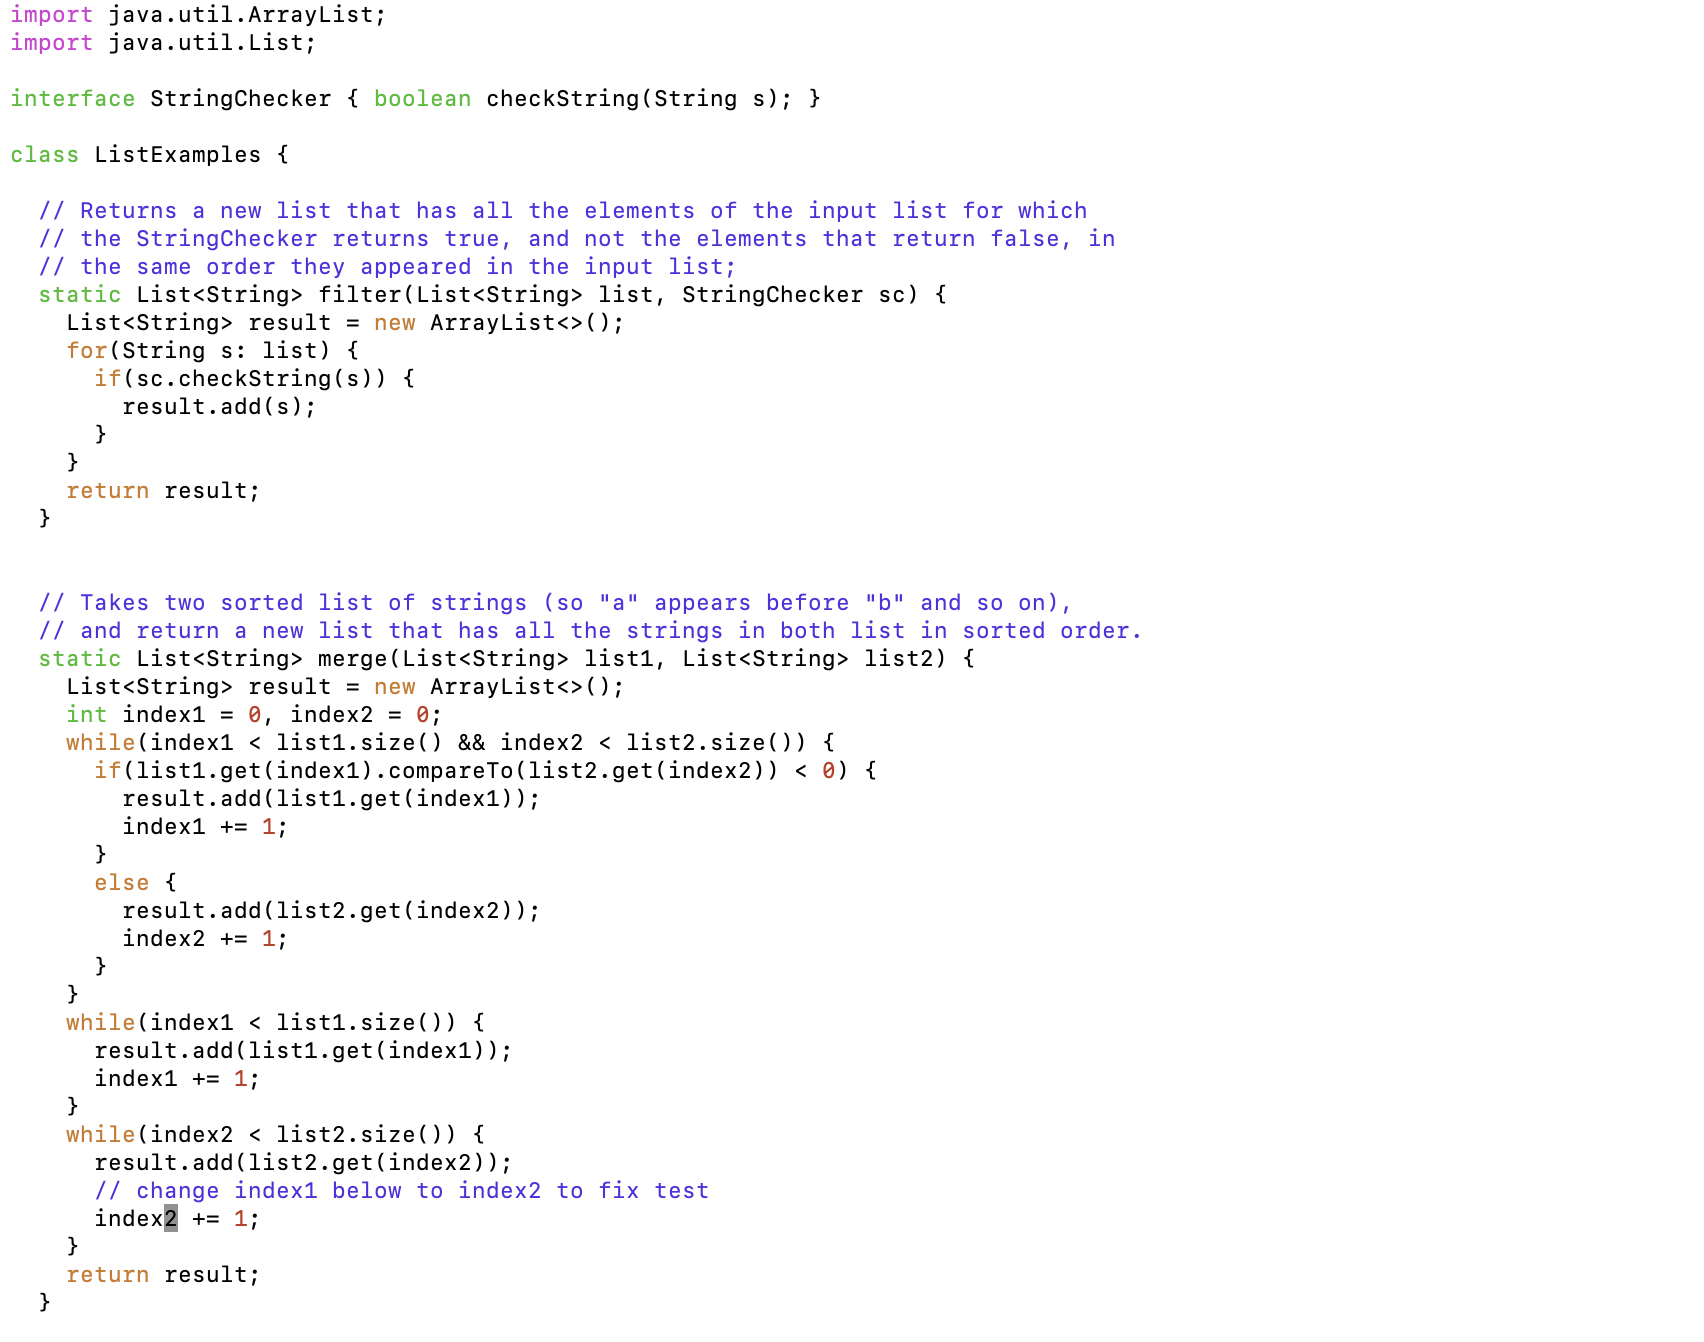 import java.util.ArrayList;
import java.util.List;

interface StringChecker { boolean checkString(String s); }

class ListExamples {

  // Returns a new list that has all the elements of the input list for which
  // the StringChecker returns true, and not the elements that return false, in
  // the same order they appeared in the input list;
  static List<String> filter(List<String> list, StringChecker sc) {
    List<String> result = new ArrayList<>();
    for(String s: list) {
      if(sc.checkString(s)) {
        result.add(s);
      }
    }
    return result;
  }


  // Takes two sorted list of strings (so "a" appears before "b" and so on),
  // and return a new list that has all the strings in both list in sorted order.
  static List<String> merge(List<String> list1, List<String> list2) {
    List<String> result = new ArrayList<>();
    int index1 = 0, index2 = 0;
    while(index1 < list1.size() && index2 < list2.size()) {
      if(list1.get(index1).compareTo(list2.get(index2)) < 0) {
        result.add(list1.get(index1));
        index1 += 1;
      }
      else {
        result.add(list2.get(index2));
        index2 += 1;
      }
    }
    while(index1 < list1.size()) {
      result.add(list1.get(index1));
      index1 += 1;
    }
    while(index2 < list2.size()) {
      result.add(list2.get(index2));
      // change index1 below to index2 to fix test
      index2 += 1;
    }
    return result;
  }